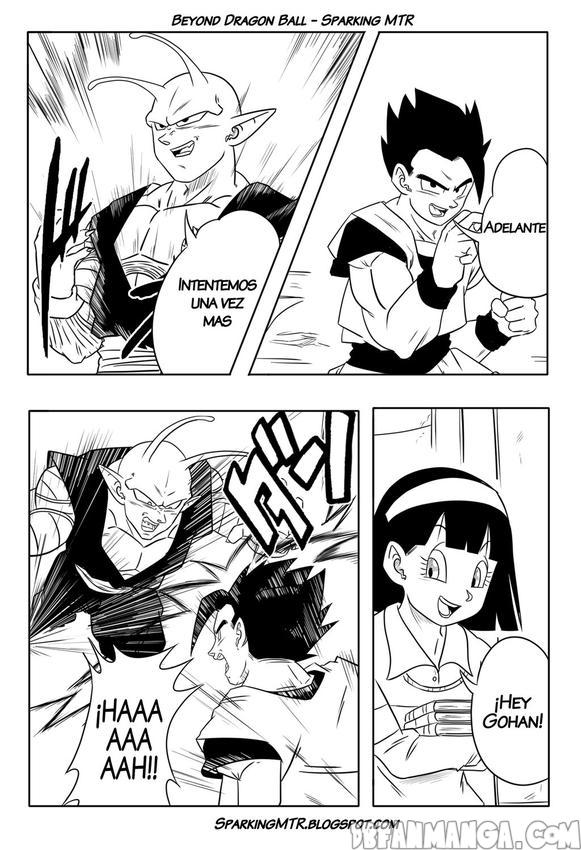 Beyond Dragon Ball - Sparking MTR
Intentemos
una vez
mas
Adelante
¡Haaa
aaa
aah!!
¡Hey
Gohan!
SparkingMTR.blogspot.com
DBFANMANGA.COM